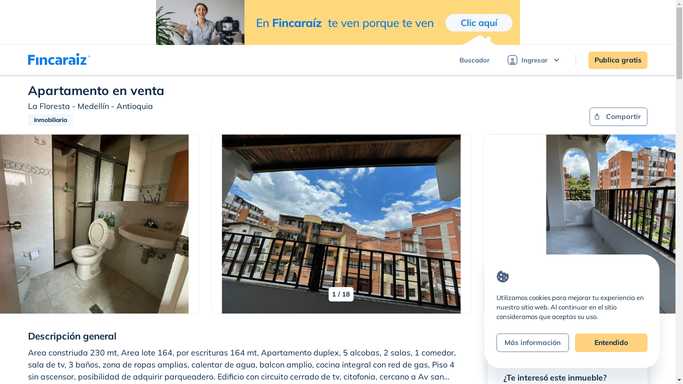 En Fincaraíz te ven porque te ven
Clic aquí
Fincaraiz
Buscador
Ingresar
Publica gratis
Apartamento en venta
La Floresta - Medellín - Antioquia
Inmobiliaria
Compartir
1 / 18
Utilizamos cookies para mejorar tu experiencia en
nuestro sitio web. Al continuar en el sitio
consideramos que aceptas su uso.
Más información
Entendido
Descripción general
Area construida 230 mt, Area lote 164, por escrituras 164 mt, Apartamento duplex, 5 alcobas, 2 salas, 1 comedor,
sala de tv, 3 baños, zona de ropas amplias, calentar de agua, balcon amplio, cocina integral con red de gas, Piso 4
sin ascensor, posibilidad de adquirir parqueadero. Edificio con circuito cerrado de tv, citofonia, cercano a Av san...
¿Te interesó este inmueble?